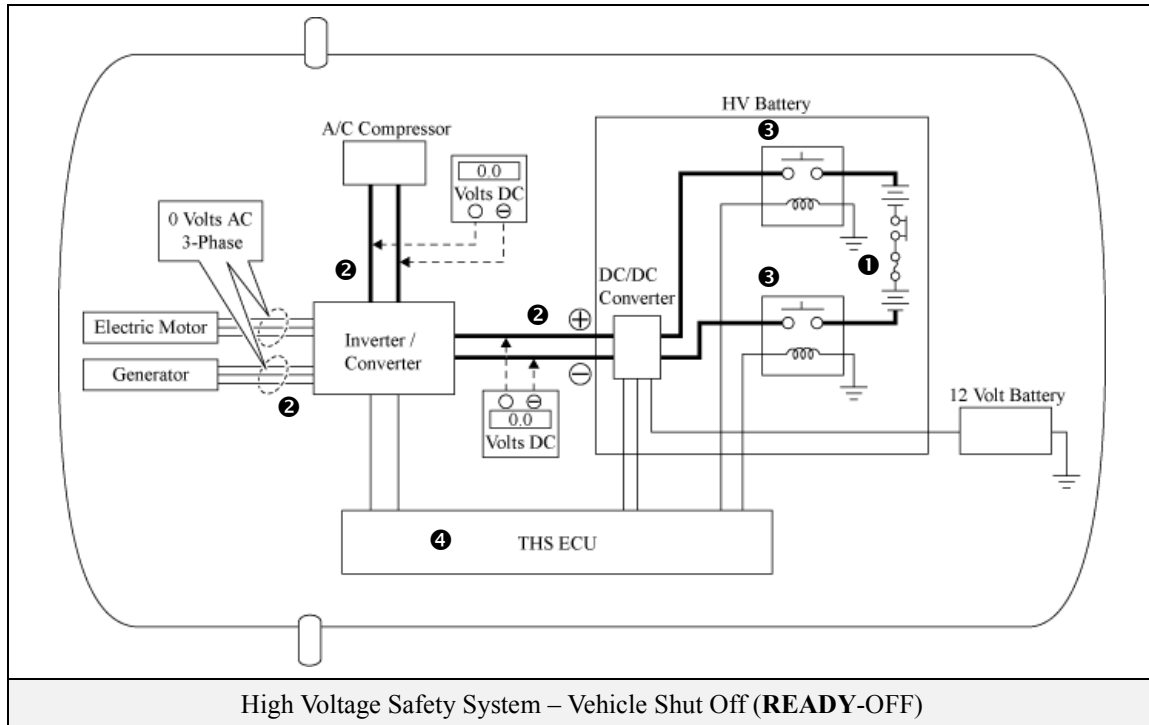 HV Battery
❸
A/C Compressor
0.0
Volts DC
0 Volts AC
3-Phase
❷
DC/DC
Converter
❶
❸
❷
⊕
Electric Motor
Inverter /
Converter
Generator
⊖
❷
0.0
Volts DC
12 Volt Battery
❹
THS ECU
High Voltage Safety System – Vehicle Shut Off (READY-OFF)